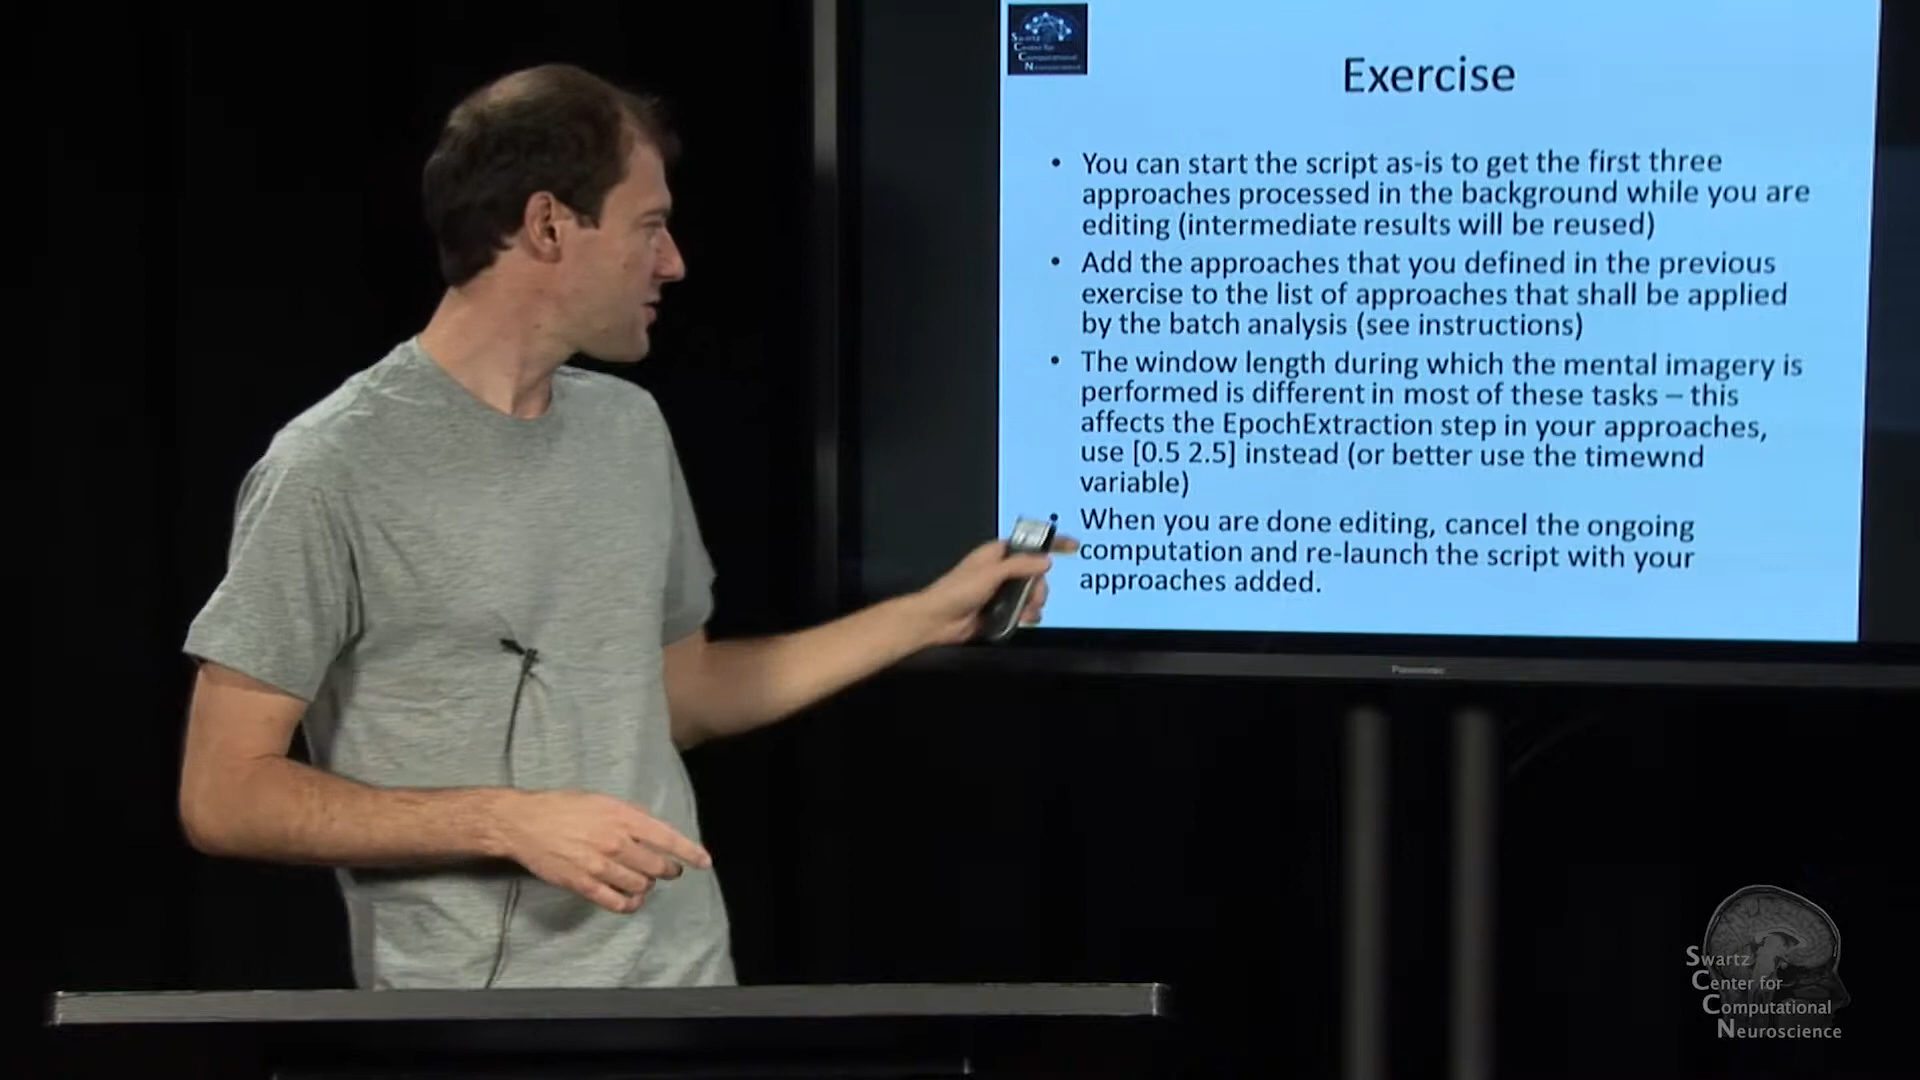 Swartz
Center for
Computational
Neuroscience
Exercise
• You can start the script as-is to get the first three
approaches processed in the background while you are
editing (intermediate results will be reused)
• Add the approaches that you defined in the previous
exercise to the list of approaches that shall be applied
by the batch analysis (see instructions)
• The window length during which the mental imagery is
performed is different in most of these tasks – this
affects the EpochExtraction step in your approaches,
use [0.5 2.5] instead (or better use the timewnd
variable)
• When you are done editing, cancel the ongoing
computation and re-launch the script with your
approaches added.
Panasonic
Swartz
Center for
Computational
Neuroscience